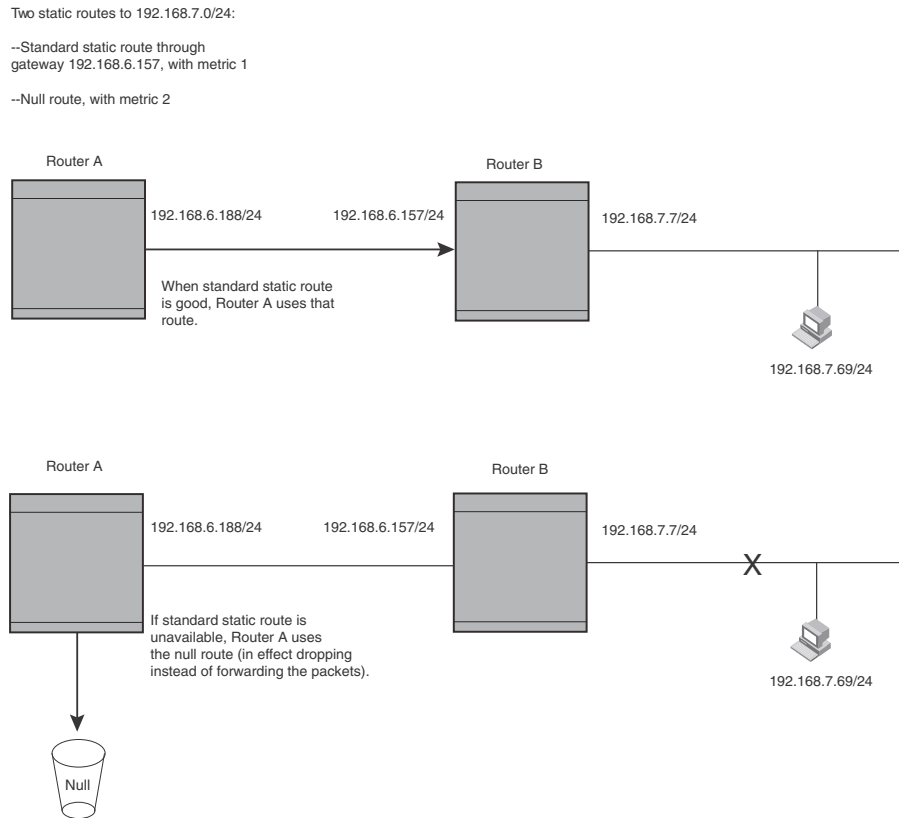 Two static routes to 192.168.7.0/24:
--Standard static route through
gateway 192.168.6.157, with metric 1
--Null route, with metric 2
Router A
Router B
192.168.6.188/24
192.168.6.157/24
192.168.7.7/24
When standard static route
is good, Router A uses that
route.
192.168.7.69/24
Router A
Router B
192.168.6.188/24
192.168.6.157/24
192.168.7.7/24
X
If standard static route is
unavailable, Router A uses
the null route (in effect dropping
instead of forwarding the packets).
192.168.7.69/24
Null